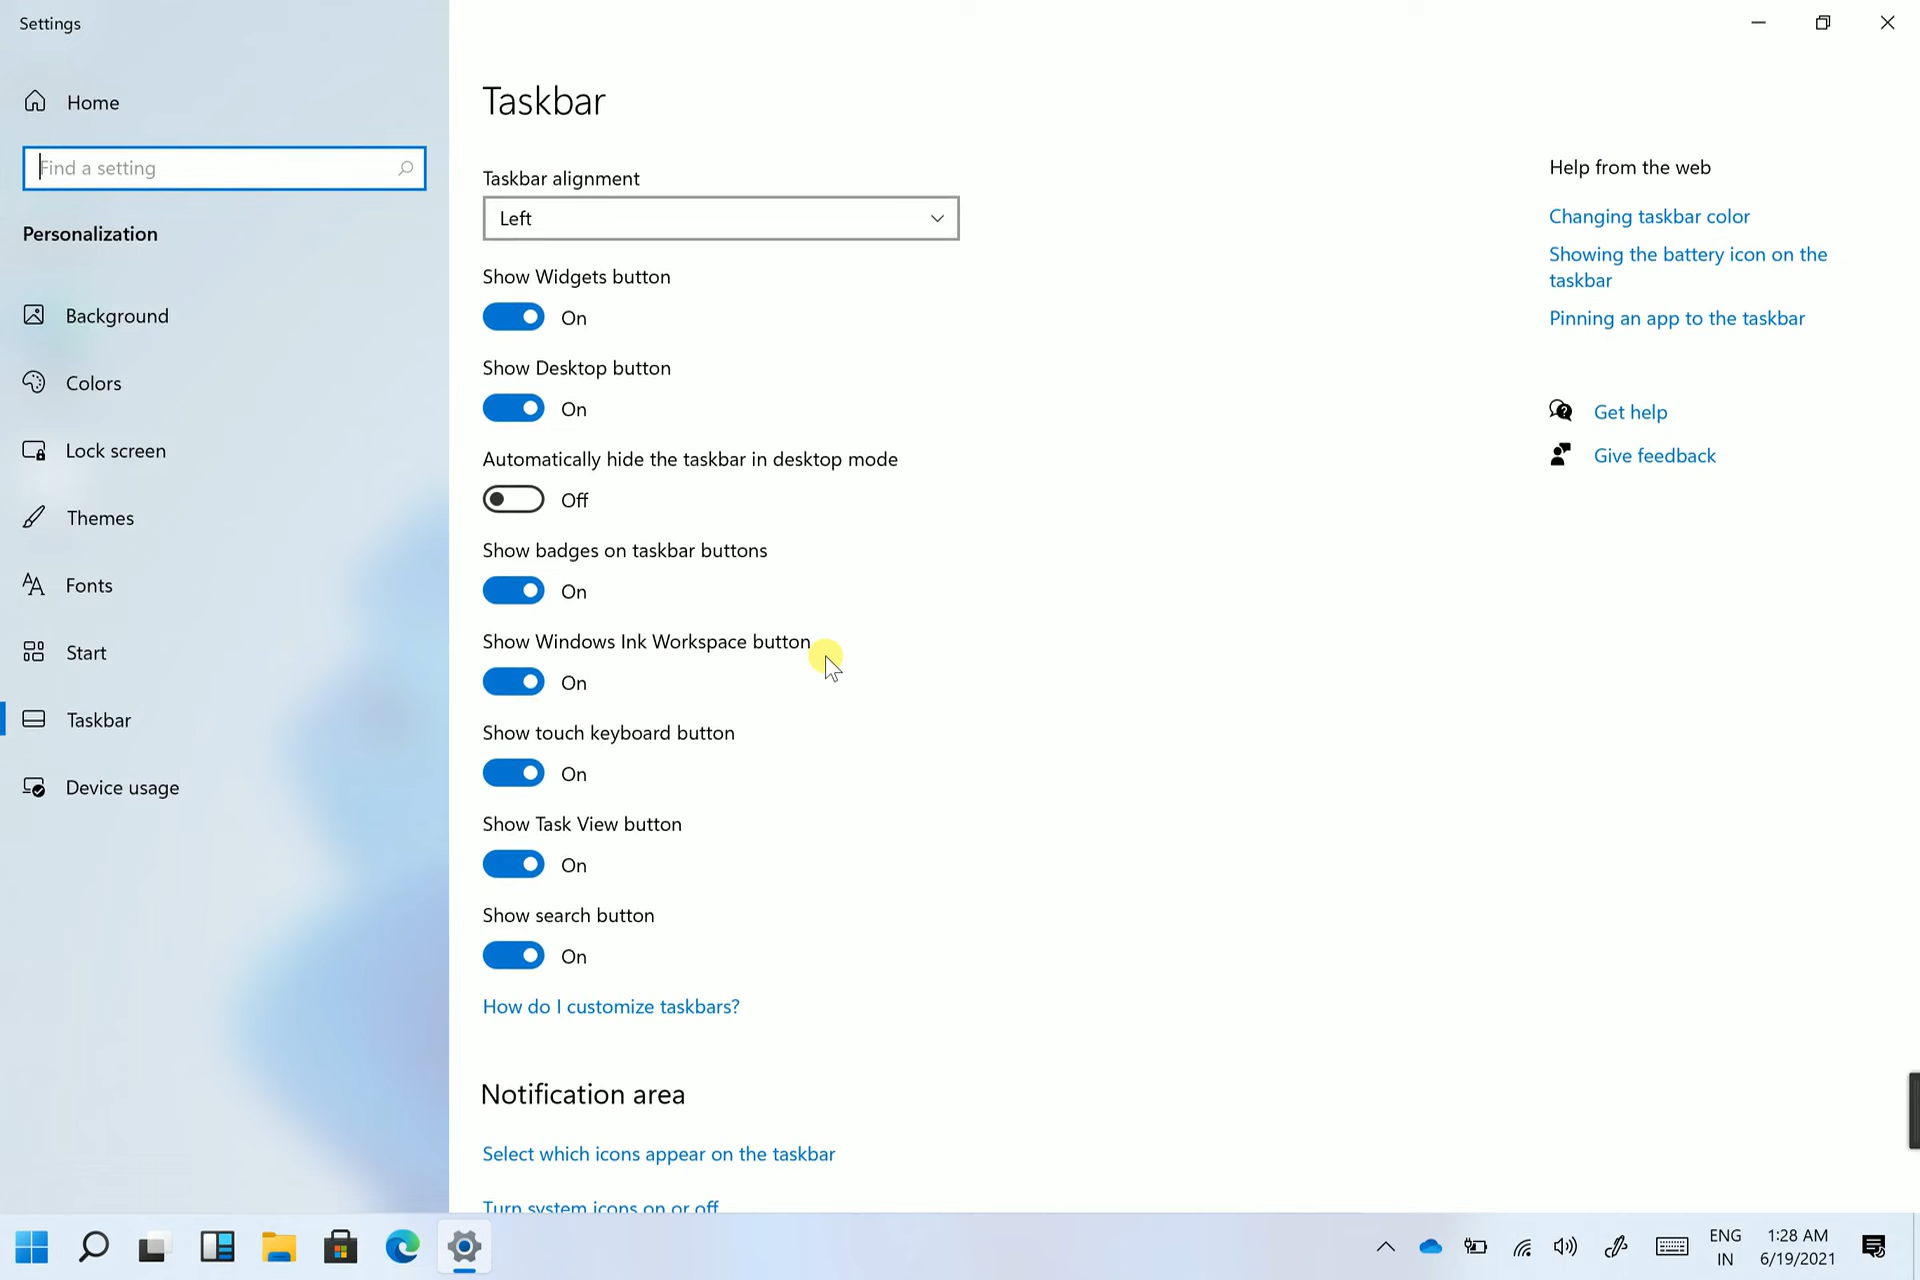 Settings
Home
Find a setting
Personalization
Background
Colors
Lock screen
Themes
Fonts
Start
Taskbar
Device usage
Taskbar
Taskbar alignment
Left
Show Widgets button
On
Show Desktop button
On
Automatically hide the taskbar in desktop mode
Off
Show badges on taskbar buttons
On
Show Windows Ink Workspace button
On
Show touch keyboard button
On
Show Task View button
On
Show search button
On
How do I customize taskbars?
Notification area
Select which icons appear on the taskbar
Turn system icons on or off
Help from the web
Changing taskbar color
Showing the battery icon on the
taskbar
Pinning an app to the taskbar
Get help
Give feedback
ENG
IN
1:28 AM
6/19/2021